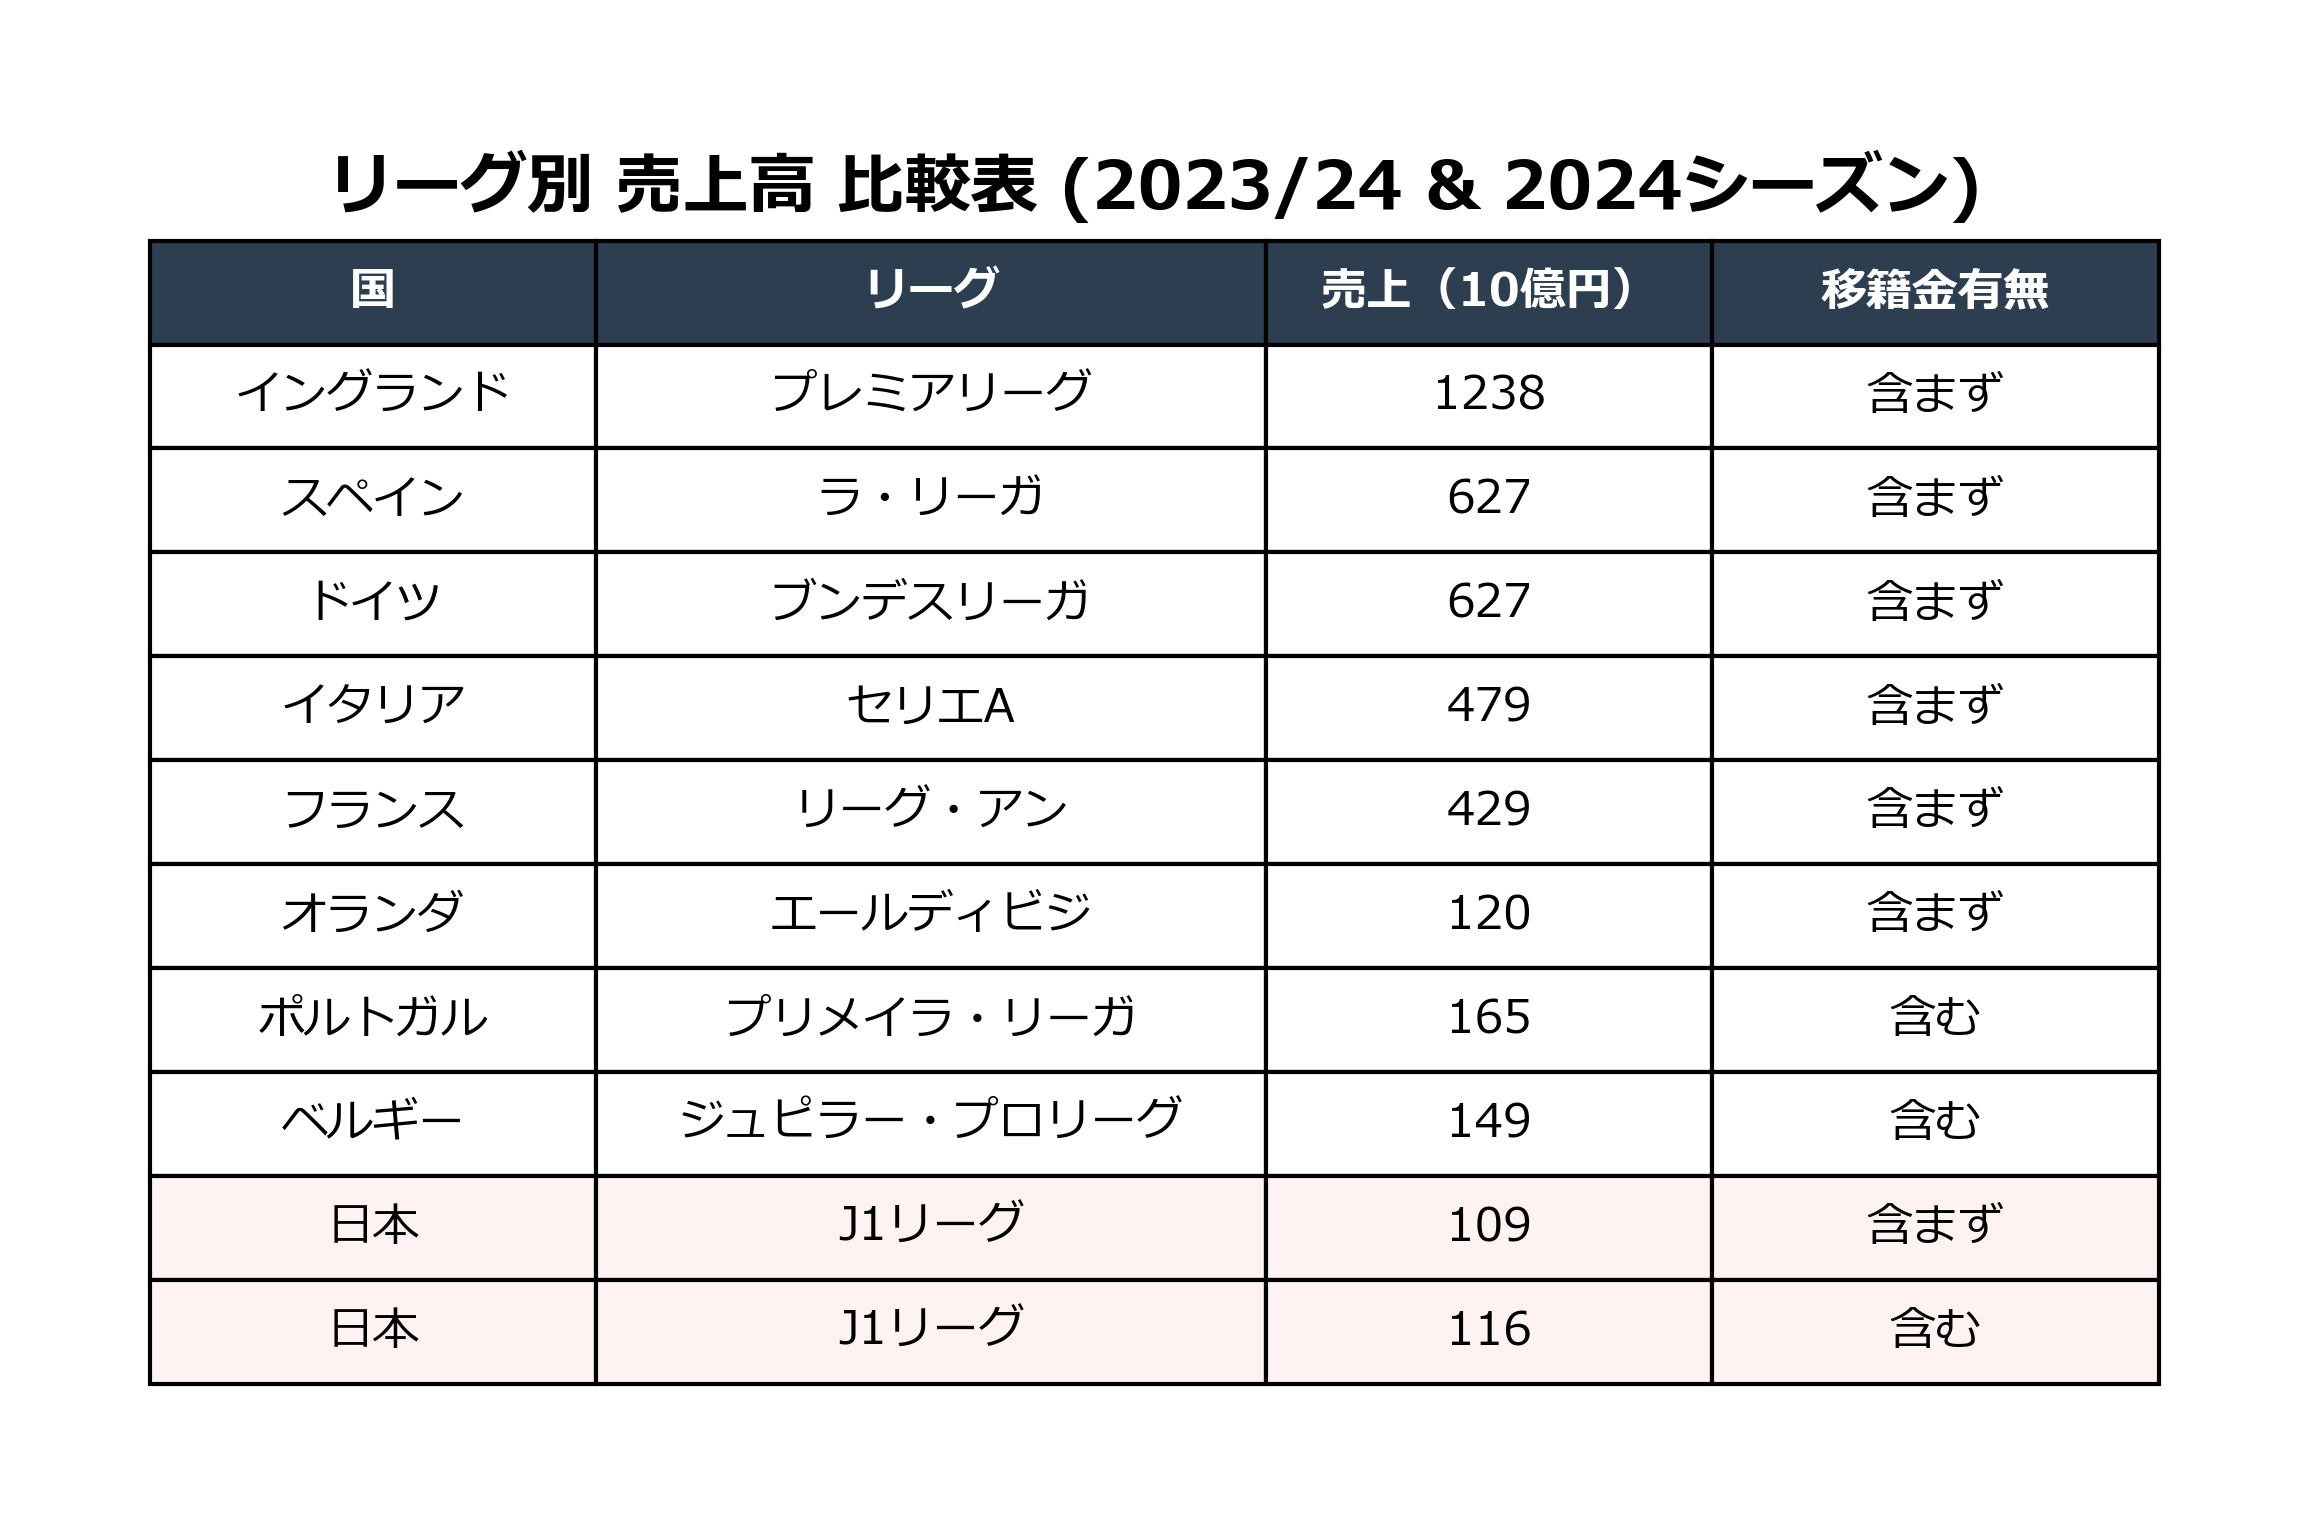 リーグ別 売上高 比較表 (2023/24 & 2024シーズン)
国 リーグ 売上（10億円） 移籍金有無
イングランド プレミアリーグ 1238 含まず
スペイン ラ・リーガ 627 含まず
ドイツ ブンデスリーガ 627 含まず
イタリア セリエA 479 含まず
フランス リーグ・アン 429 含まず
オランダ エールディビジ 120 含まず
ポルトガル プリメイラ・リーガ 165 含む
ベルギー ジュピラー・プロリーグ 149 含む
日本 J1リーグ 109 含まず
日本 J1リーグ 116 含む